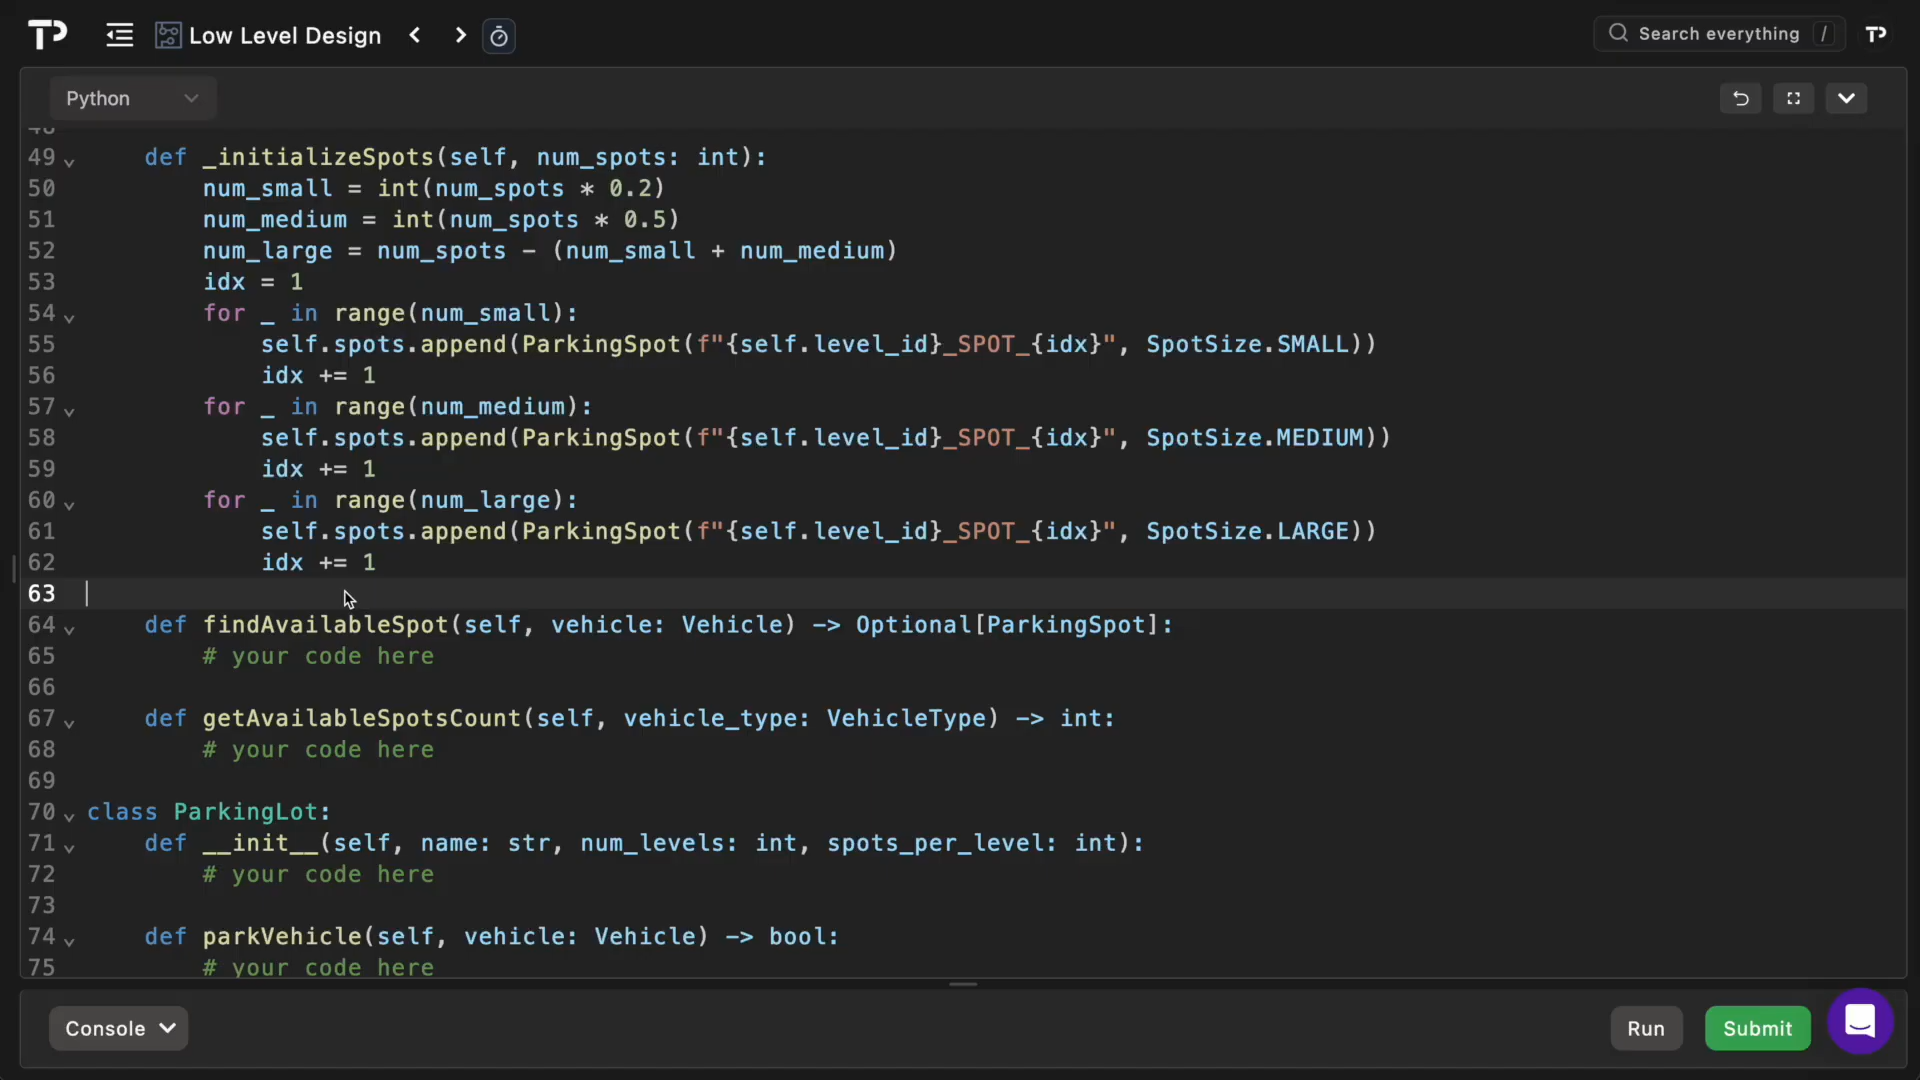 TP
Low Level Design
Search everything /
TP
Python
49 def _initializeSpots(self, num_spots: int):
50 num_small = int(num_spots * 0.2)
51 num_medium = int(num_spots * 0.5)
52 num_large = num_spots - (num_small + num_medium)
53 idx = 1
54 for _ in range(num_small):
55 self.spots.append(ParkingSpot(f"{self.level_id}_SPOT_{idx}", SpotSize.SMALL))
56 idx += 1
57 for _ in range(num_medium):
58 self.spots.append(ParkingSpot(f"{self.level_id}_SPOT_{idx}", SpotSize.MEDIUM))
59 idx += 1
60 for _ in range(num_large):
61 self.spots.append(ParkingSpot(f"{self.level_id}_SPOT_{idx}", SpotSize.LARGE))
62 idx += 1
63
64 def findAvailableSpot(self, vehicle: Vehicle) -> Optional[ParkingSpot]:
65 # your code here
66
67 def getAvailableSpotsCount(self, vehicle_type: VehicleType) -> int:
68 # your code here
69
70 class ParkingLot:
71 def __init__(self, name: str, num_levels: int, spots_per_level: int):
72 # your code here
73
74 def parkVehicle(self, vehicle: Vehicle) -> bool:
75 # your code here
Console
Run
Submit